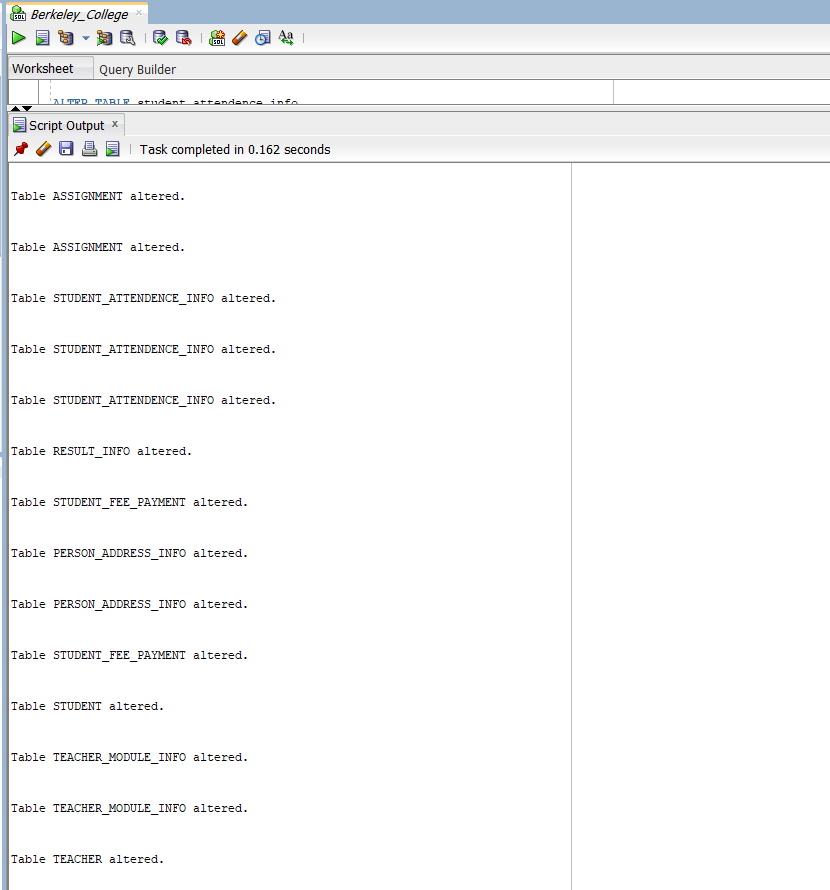 Berkeley_College
Worksheet Query Builder
ALTER TABLE student_attendence_info
Script Output x
Task completed in 0.162 seconds
Table ASSIGNMENT altered.
Table ASSIGNMENT altered.
Table STUDENT_ATTENDENCE_INFO altered.
Table STUDENT_ATTENDENCE_INFO altered.
Table STUDENT_ATTENDENCE_INFO altered.
Table RESULT_INFO altered.
Table STUDENT_FEE_PAYMENT altered.
Table PERSON_ADDRESS_INFO altered.
Table PERSON_ADDRESS_INFO altered.
Table STUDENT_FEE_PAYMENT altered.
Table STUDENT altered.
Table TEACHER_MODULE_INFO altered.
Table TEACHER_MODULE_INFO altered.
Table TEACHER altered.